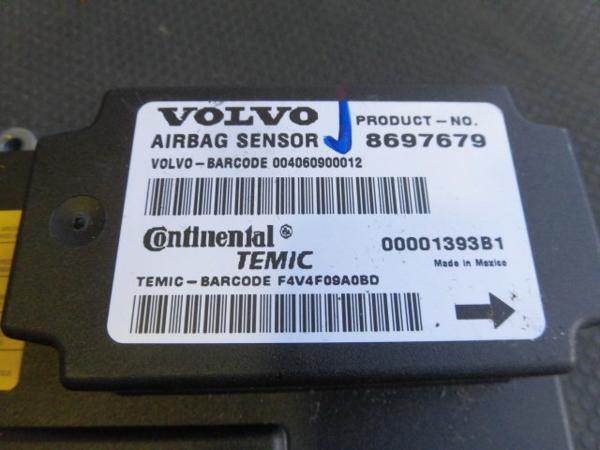 VOLVO PRODUCT-NO.
AIRBAG SENSOR 8697679
VOLVO-BARCODE 004060900012
Continental® 00001393B1
TEMIC Made in Mexico
TEMIC-BARCODE F4V4F09A0BD